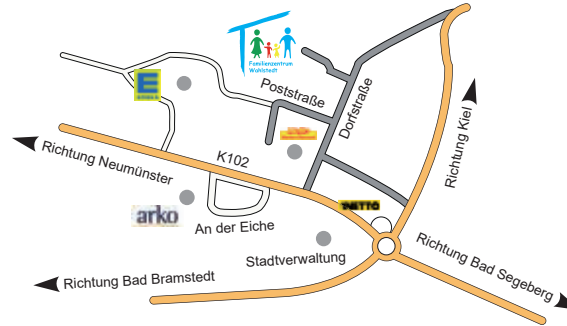 Familienzentrum
Wahlstedt
E
Poststraße
Dorfstraße
Richtung Kiel
K102
Richtung Neumünster
NETTO
arko
An der Eiche
Stadtverwaltung
Richtung Bad Segeberg
Richtung Bad Bramstedt